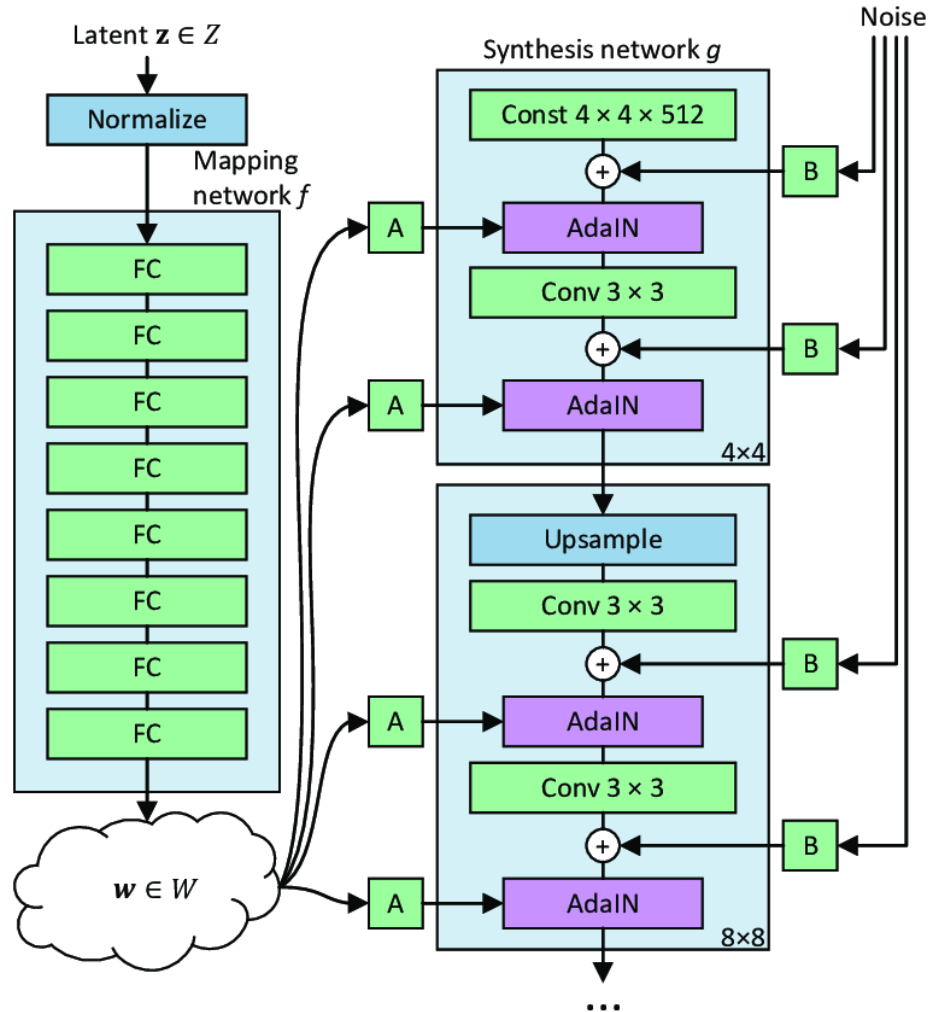 Latent z ∈ Z
Normalize
Mapping
network f
FC
FC
FC
FC
FC
FC
FC
FC
w ∈ W
A
A
A
A
Synthesis network g
Const 4 × 4 × 512
+
AdaIN
Conv 3 × 3
+
AdaIN
4×4
Upsample
Conv 3 × 3
+
AdaIN
Conv 3 × 3
+
AdaIN
8×8
...
Noise
B
B
B
B